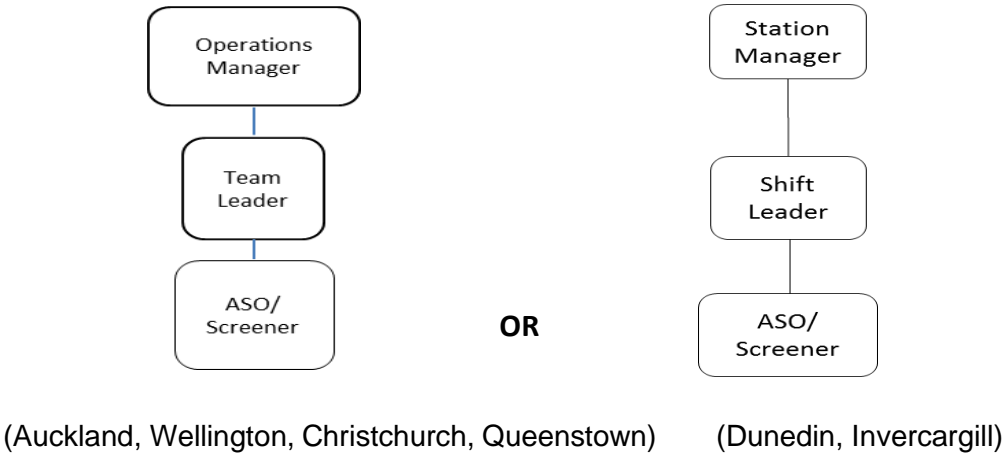 Operations
Manager
Team
Leader
ASO/
Screener
OR
Station
Manager
Shift
Leader
ASO/
Screener
(Auckland, Wellington, Christchurch, Queenstown)
(Dunedin, Invercargill)